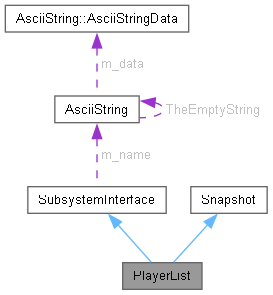 AsciiString::AsciiStringData
m_data
AsciiString
TheEmptyString
m_name
SubsystemInterface
Snapshot
PlayerList